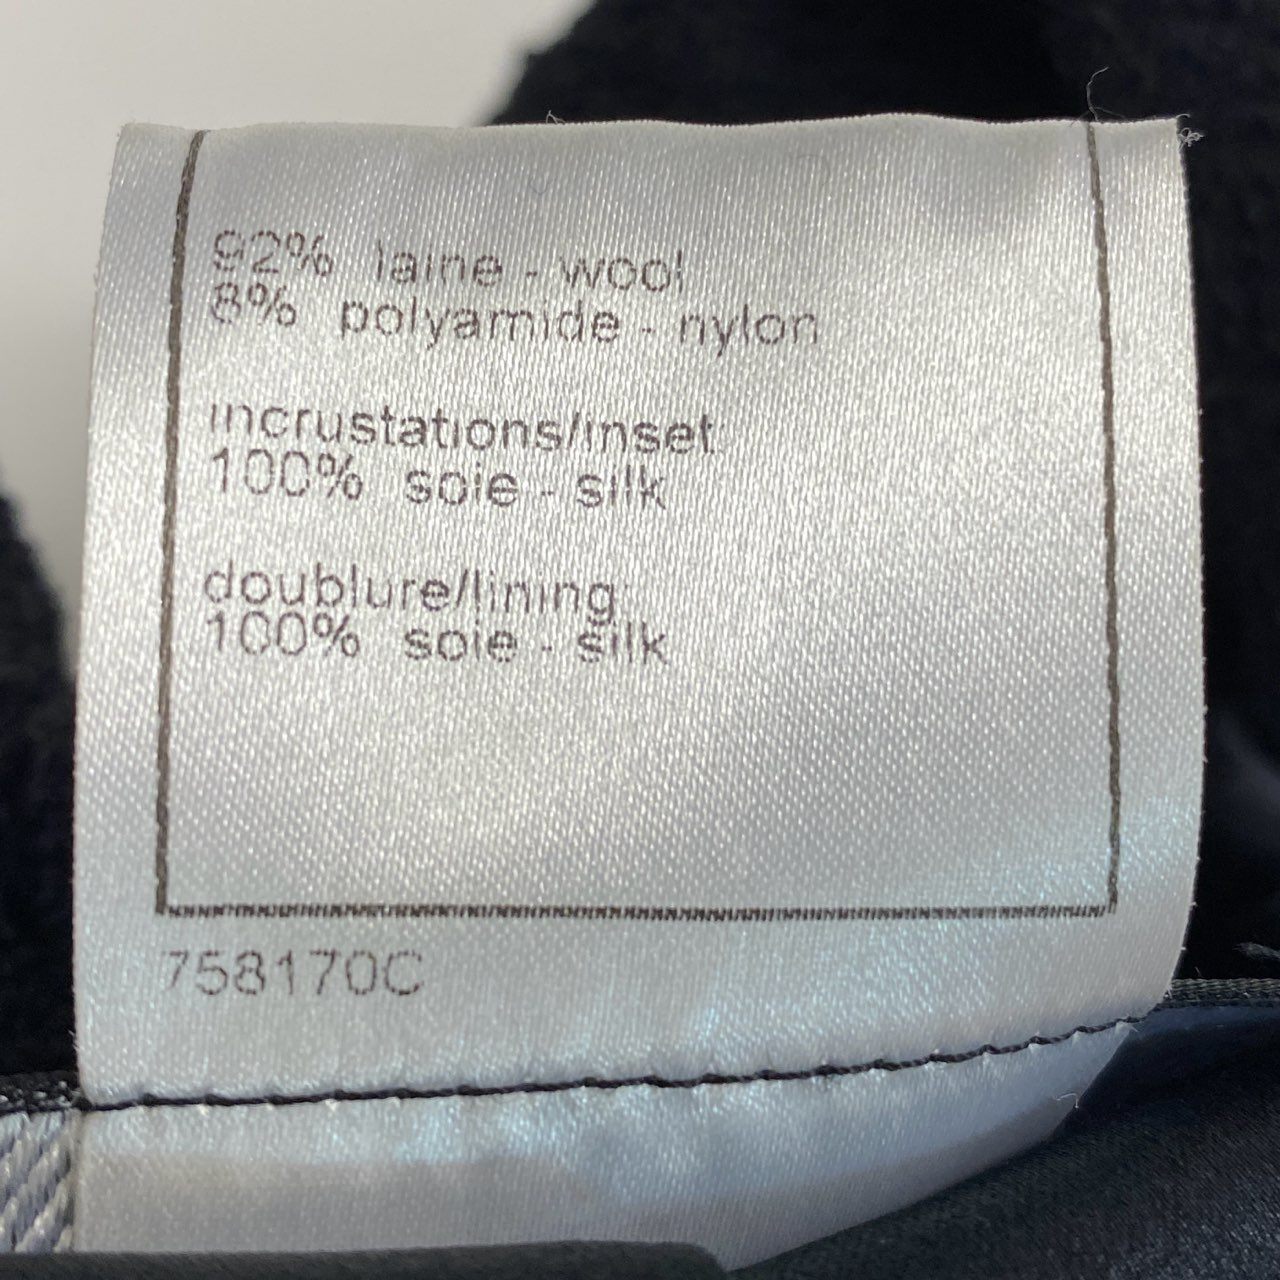 92% laine - wool
8% polyamide - nylon
incrustations/inset
100% soie - silk
doublure/lining
100% soie - silk
758170C